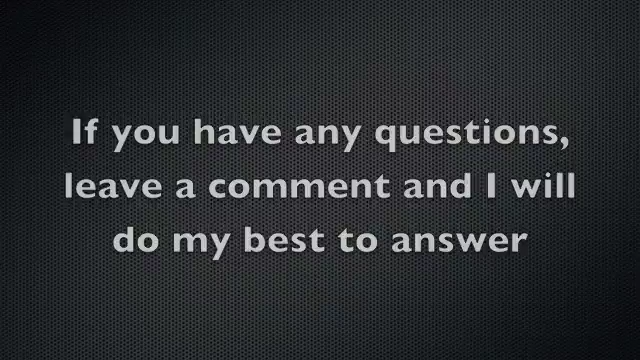 If you have any questions,
leave a comment and I will
do my best to answer